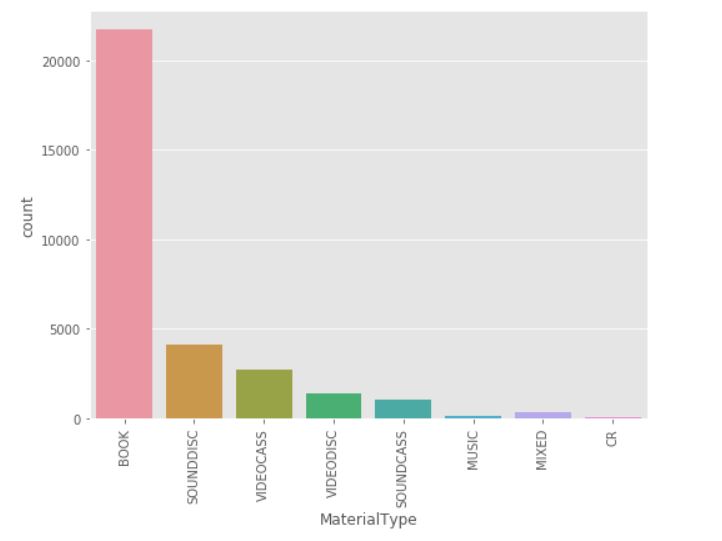 20000
15000
10000
5000
0
count
BOOK
SOUNDDISC
VIDEOCASS
VIDEODISC
SOUNDCASS
MUSIC
MIXED
CR
MaterialType